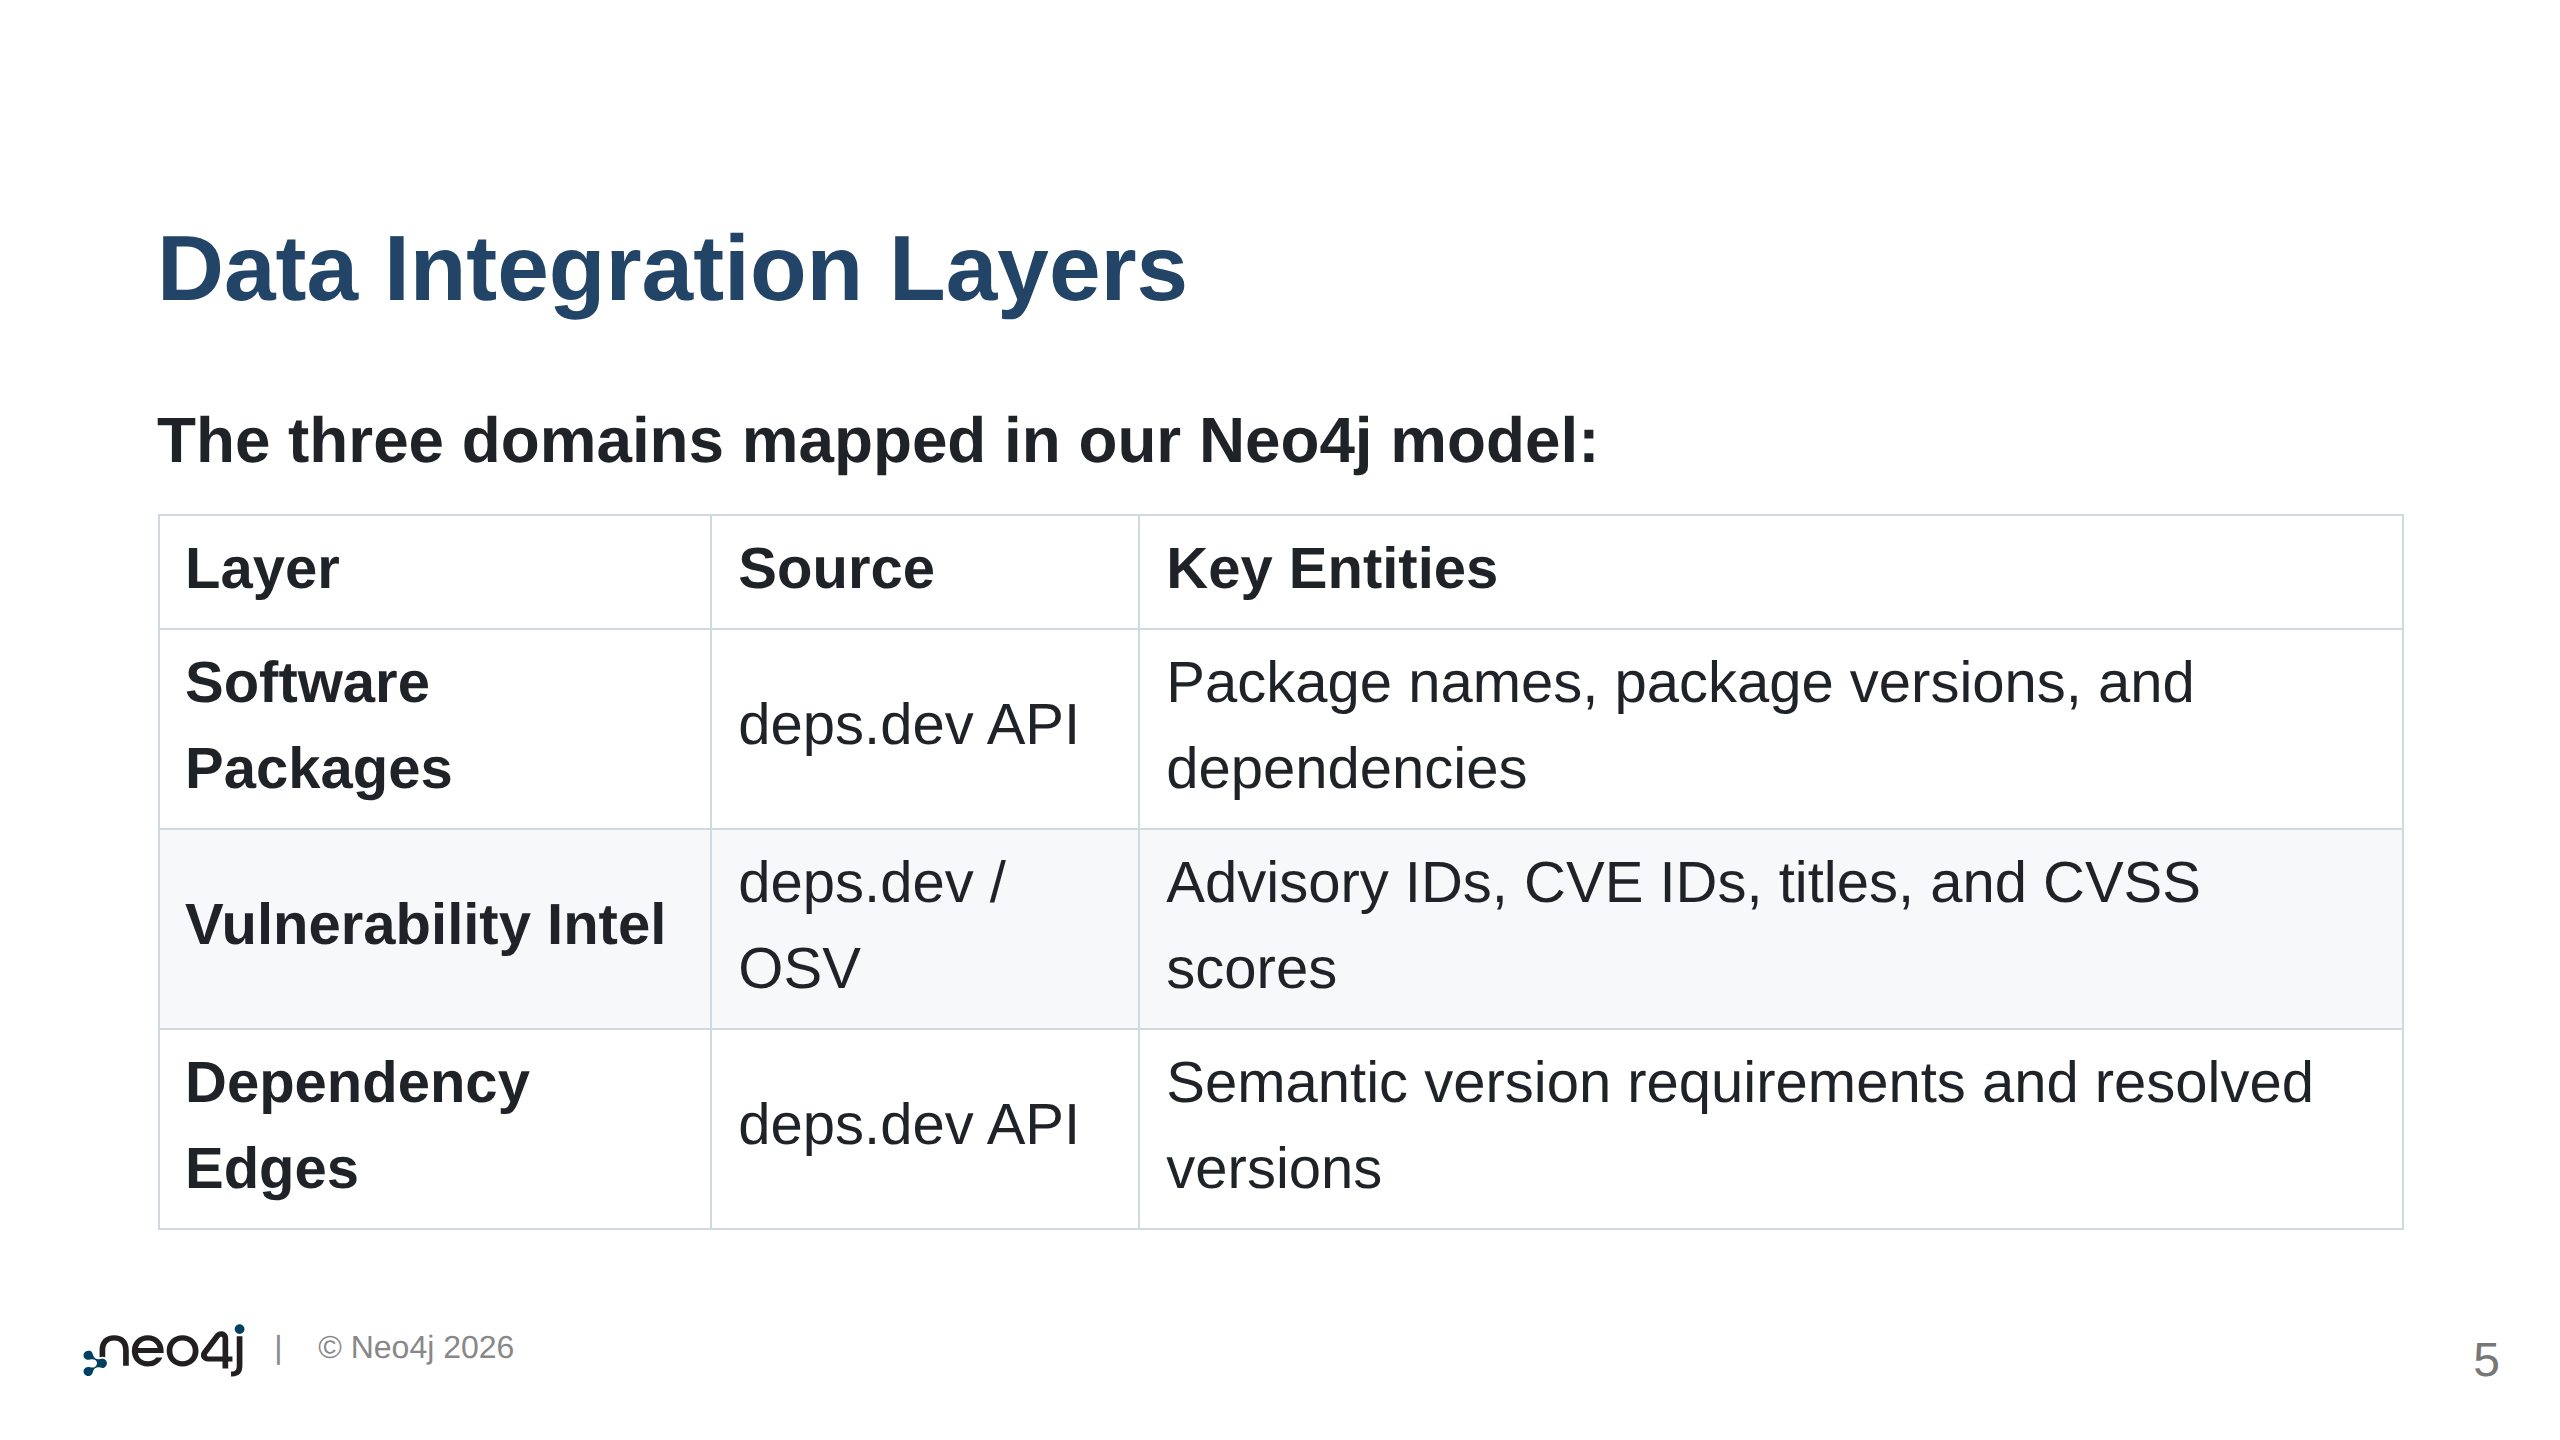 Data Integration Layers
The three domains mapped in our Neo4j model:
Layer
Source
Key Entities
Software
Packages
deps.dev API
Package names, package versions, and
dependencies
Vulnerability Intel
deps.dev /
OSV
Advisory IDs, CVE IDs, titles, and CVSS
scores
Dependency
Edges
deps.dev API
Semantic version requirements and resolved
versions
neo4j | © Neo4j 2026
5